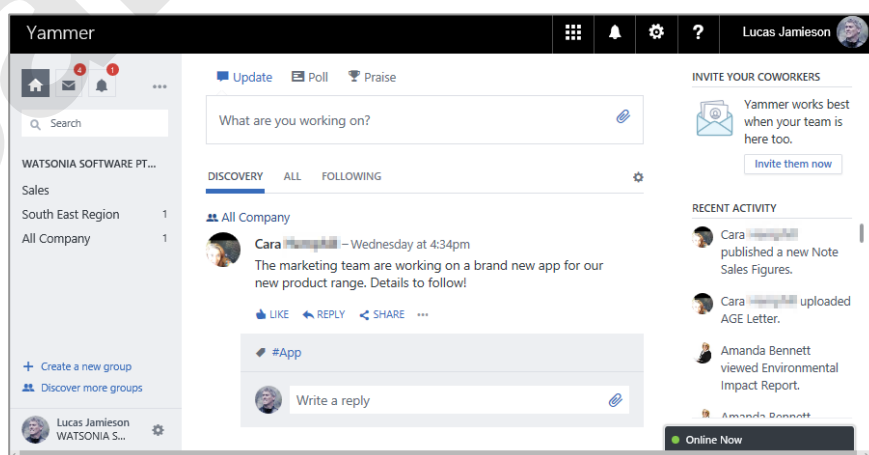 Yammer
?
Lucas Jamieson
4
1
...
Search
WATSONIA SOFTWARE PT...
Sales
South East Region 1
All Company 1
+ Create a new group
Discover more groups
Lucas Jamieson
WATSONIA S...
Update Poll Praise
What are you working on?
DISCOVERY ALL FOLLOWING
All Company
Cara – Wednesday at 4:34pm
The marketing team are working on a brand new app for our
new product range. Details to follow!
LIKE REPLY SHARE ...
#App
Write a reply
INVITE YOUR COWORKERS
Yammer works best
when your team is
here too.
Invite them now
RECENT ACTIVITY
Cara
published a new Note
Sales Figures.
Cara uploaded
AGE Letter.
Amanda Bennett
viewed Environmental
Impact Report.
Amanda Bennett
Online Now